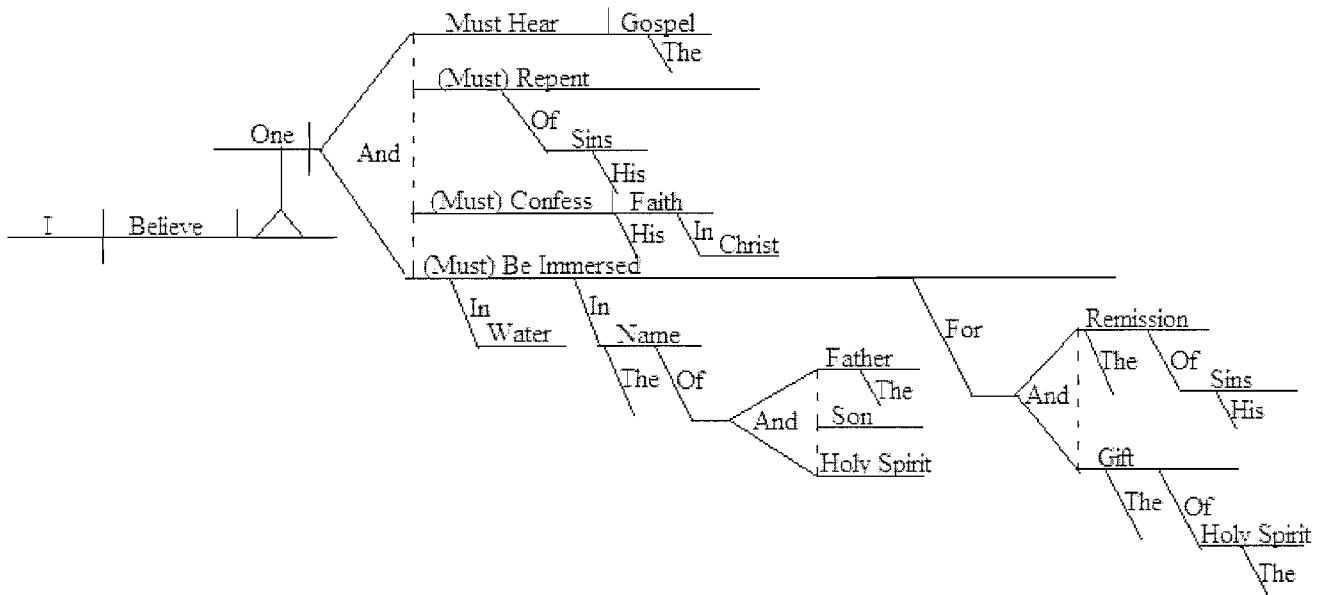 Must Hear Gospel
The
(Must) Repent
Of
Sins
His
One
And
(Must) Confess Faith
His In
Christ
I Believe
(Must) Be Immersed
In
Water
In
Name
The Of
And
Father
The
Son
Holy Spirit
For
And
Remission
The Of
Sins
His
Gift
The Of
Holy Spirit
The